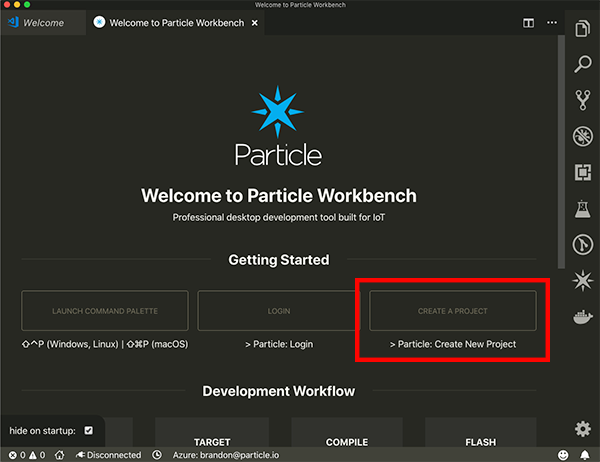 Welcome to Particle Workbench
Welcome
Welcome to Particle Workbench
Particle
Welcome to Particle Workbench
Professional desktop development tool built for IoT
Getting Started
LAUNCH COMMAND PALETTE
LOGIN
CREATE A PROJECT
⇧^P (Windows, Linux) | ⇧⌘P (macOS)
> Particle: Login
> Particle: Create New Project
Development Workflow
hide on startup:
TARGET
COMPILE
FLASH
0 0
Disconnected
Azure: brandon@particle.io